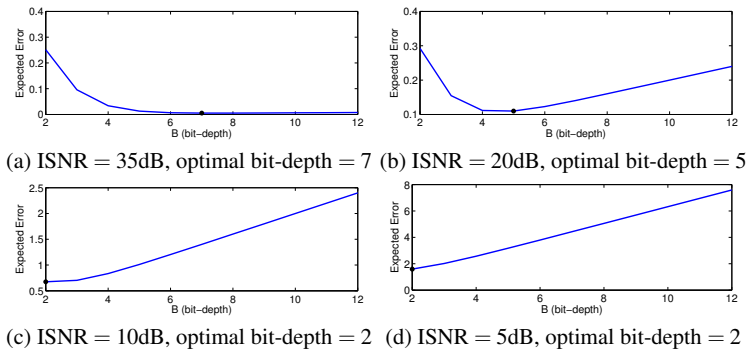 0.4
0.3
0.2
0.1
0
Expected Error
2 4 6 8 10 12
B (bit-depth)
(a) ISNR = 35dB, optimal bit-depth = 7
0.4
0.3
0.2
0.1
Expected Error
2 4 6 8 10 12
B (bit-depth)
(b) ISNR = 20dB, optimal bit-depth = 5
2.5
2
1.5
1
0.5
Expected Error
2 4 6 8 10 12
B (bit-depth)
(c) ISNR = 10dB, optimal bit-depth = 2
8
6
4
2
0
Expected Error
2 4 6 8 10 12
B (bit-depth)
(d) ISNR = 5dB, optimal bit-depth = 2